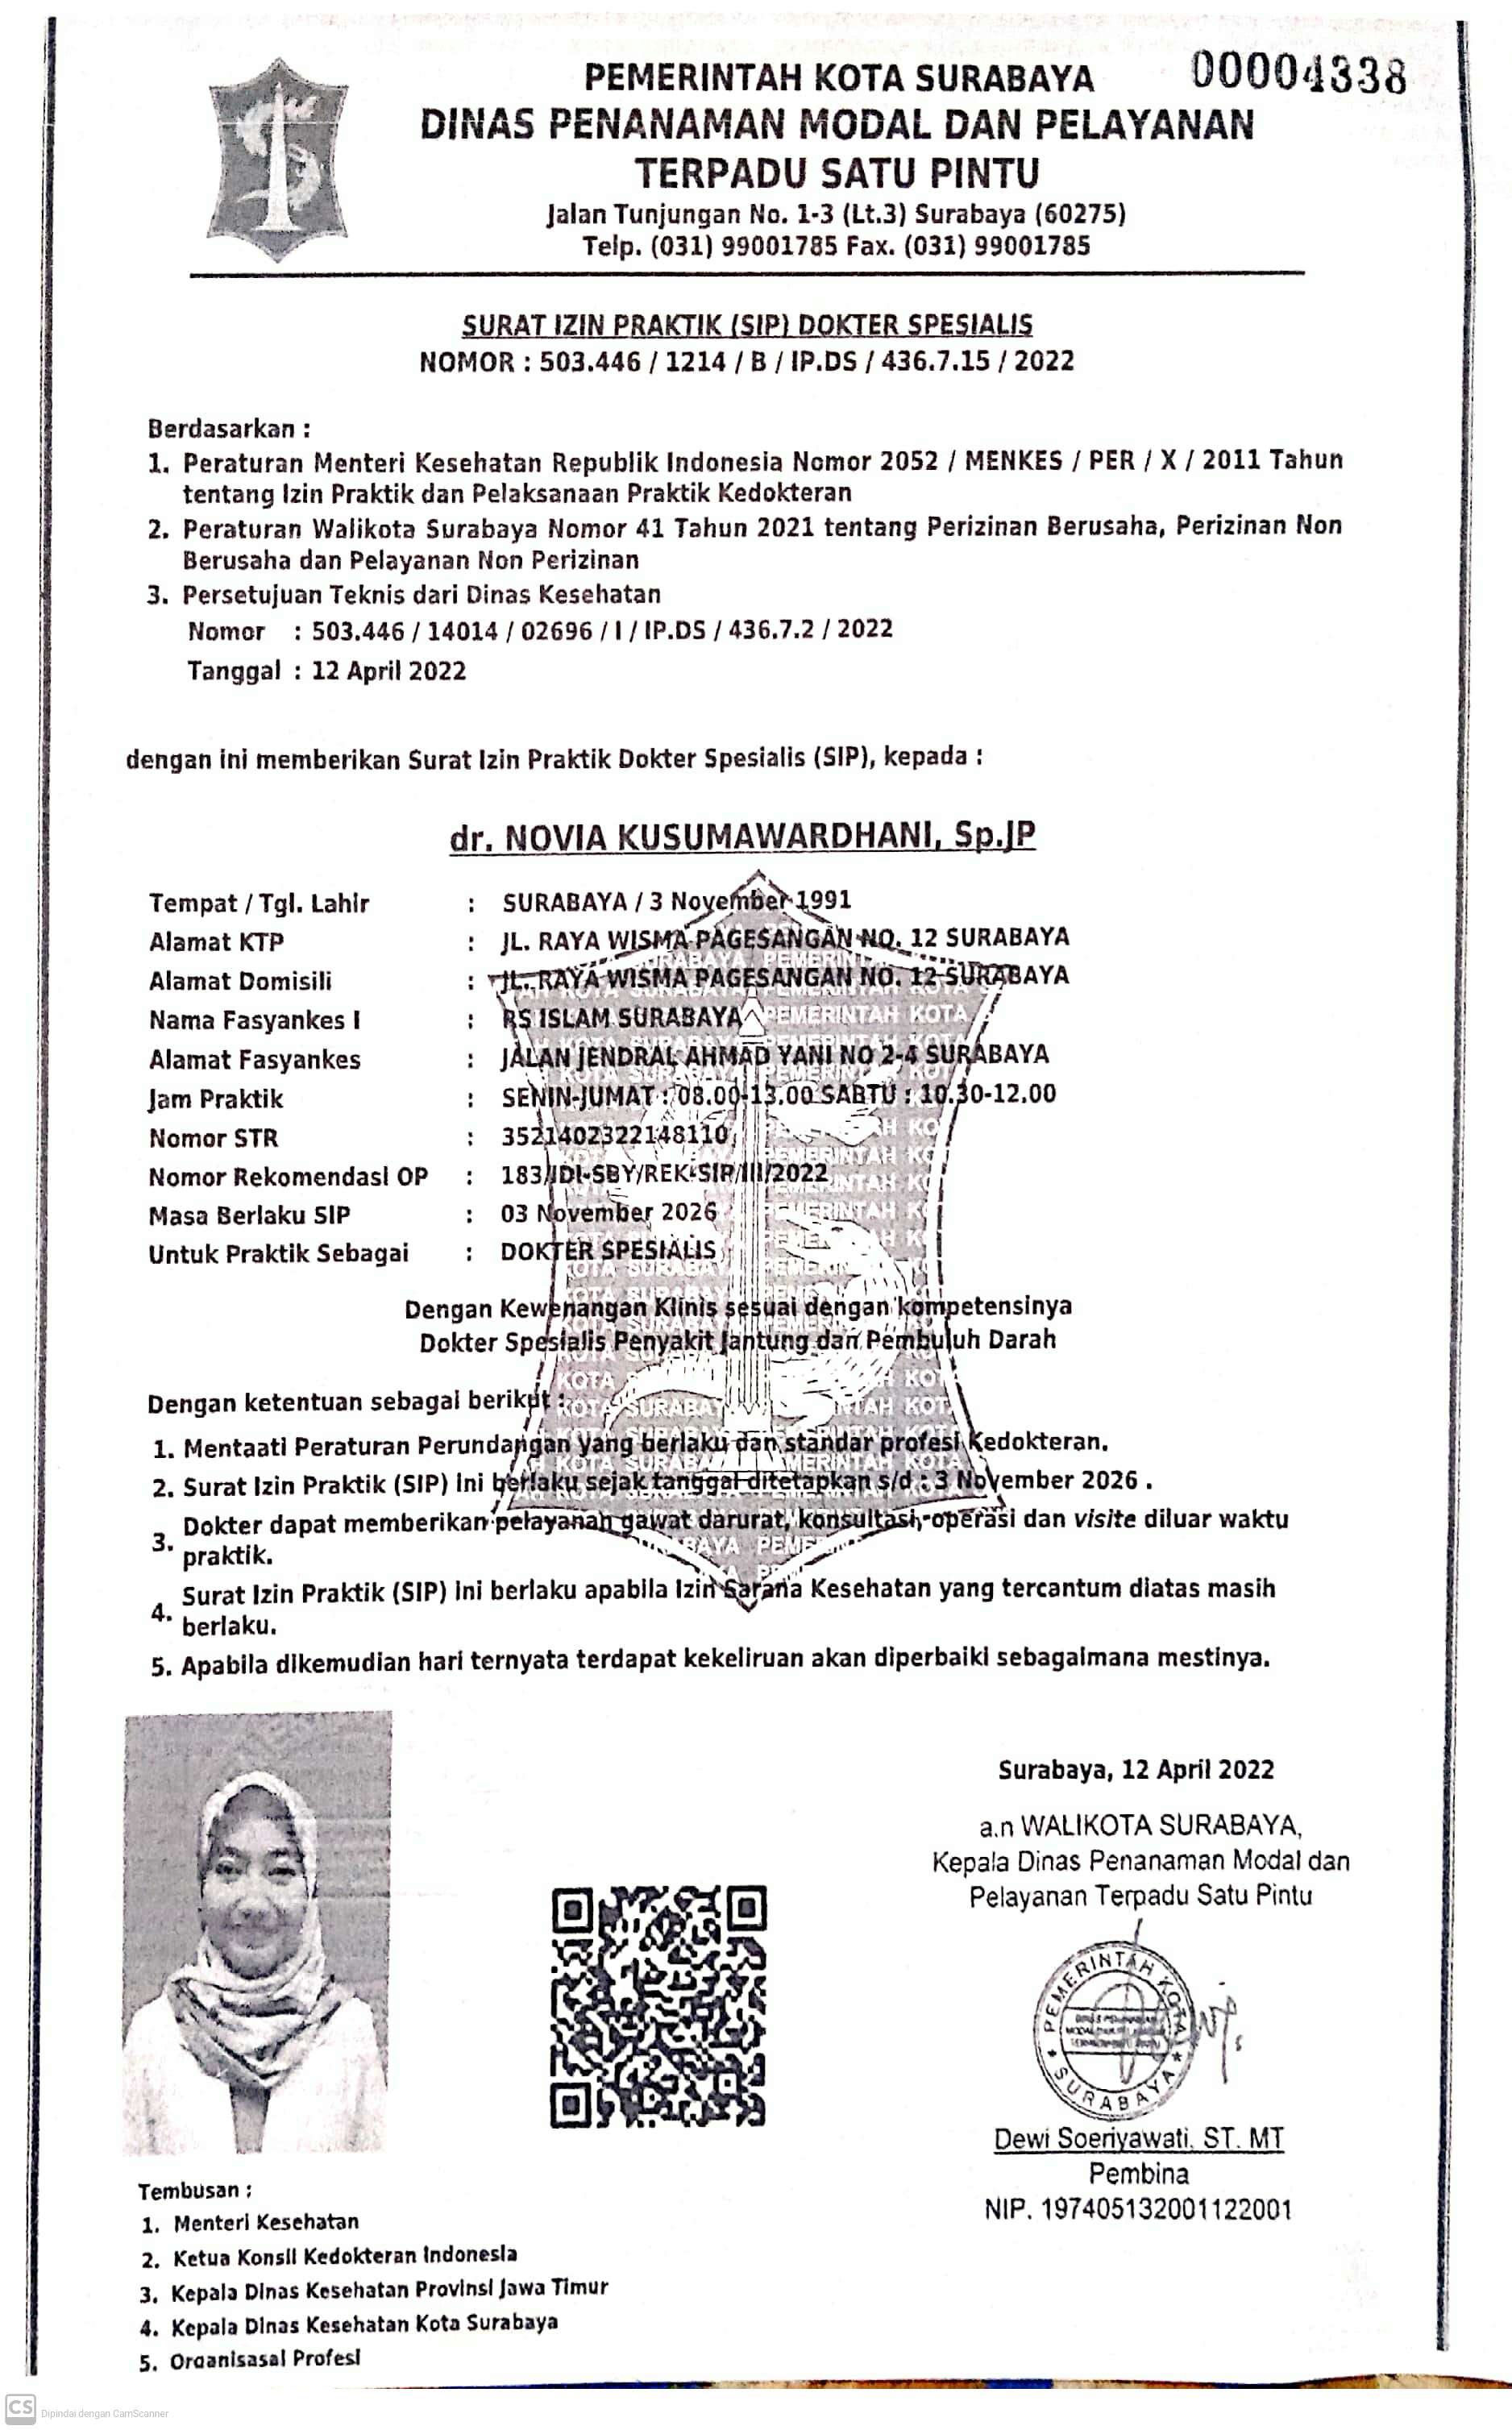 00004338
PEMERINTAH KOTA SURABAYA
DINAS PENANAMAN MODAL DAN PELAYANAN
TERPADU SATU PINTU
Jalan Tunjungan No. 1-3 (Lt.3) Surabaya (60275)
Telp. (031) 99001785 Fax. (031) 99001785
SURAT IZIN PRAKTIK (SIP) DOKTER SPESIALIS
NOMOR : 503.446 / 1214 / B / IP.DS / 436.7.15 / 2022
Berdasarkan :
1. Peraturan Menteri Kesehatan Republik Indonesia Nomor 2052 / MENKES / PER / X / 2011 Tahun
tentang Izin Praktik dan Pelaksanaan Praktik Kedokteran
2. Peraturan Walikota Surabaya Nomor 41 Tahun 2021 tentang Perizinan Berusaha, Perizinan Non
Berusaha dan Pelayanan Non Perizinan
3. Persetujuan Teknis dari Dinas Kesehatan
Nomor : 503.446 / 14014 / 02696 / I / IP.DS / 436.7.2 / 2022
Tanggal : 12 April 2022
dengan ini memberikan Surat Izin Praktik Dokter Spesialis (SIP), kepada :
dr. NOVIA KUSUMAWARDHANI, Sp.JP
Tempat / Tgl. Lahir : SURABAYA / 3 November 1991
Alamat KTP : JL. RAYA WISMA PAGESANGAN NO. 12 SURABAYA
Alamat Domisili : JL. RAYA WISMA PAGESANGAN NO. 12 SURABAYA
Nama Fasyankes I : RS ISLAM SURABAYA
Alamat Fasyankes : JALAN JENDRAL AHMAD YANI NO 2-4 SURABAYA
Jam Praktik : SENIN-JUMAT : 08.00-13.00 SABTU : 10.30-12.00
Nomor STR : 3521402322148110
Nomor Rekomendasi OP : 183/IDI-SBY/REK-SIP/III/2022
Masa Berlaku SIP : 03 November 2026
Untuk Praktik Sebagai : DOKTER SPESIALIS
Dengan Kewenangan Klinis sesuai dengan kompetensinya
Dokter Spesialis Penyakit Jantung dan Pembuluh Darah
Dengan ketentuan sebagai berikut :
1. Mentaati Peraturan Perundangan yang berlaku dan standar profesi Kedokteran.
2. Surat Izin Praktik (SIP) ini berlaku sejak tanggal ditetapkan s/d : 3 November 2026 .
3. Dokter dapat memberikan pelayanan gawat darurat, konsultasi, operasi dan visite diluar waktu
praktik.
4. Surat Izin Praktik (SIP) ini berlaku apabila Izin Sarana Kesehatan yang tercantum diatas masih
berlaku.
5. Apabila dikemudian hari ternyata terdapat kekeliruan akan diperbaiki sebagaimana mestinya.
Surabaya, 12 April 2022
a.n WALIKOTA SURABAYA,
Kepala Dinas Penanaman Modal dan
Pelayanan Terpadu Satu Pintu
PEMERINTAH KOTA
SURABAYA
Dewi Soeriyawati, ST. MT
Pembina
NIP. 197405132001122001
Tembusan :
1. Menteri Kesehatan
2. Ketua Konsil Kedokteran Indonesia
3. Kepala Dinas Kesehatan Provinsi Jawa Timur
4. Kepala Dinas Kesehatan Kota Surabaya
5. Organisasai Profesi
CS Dipindai dengan CamScanner